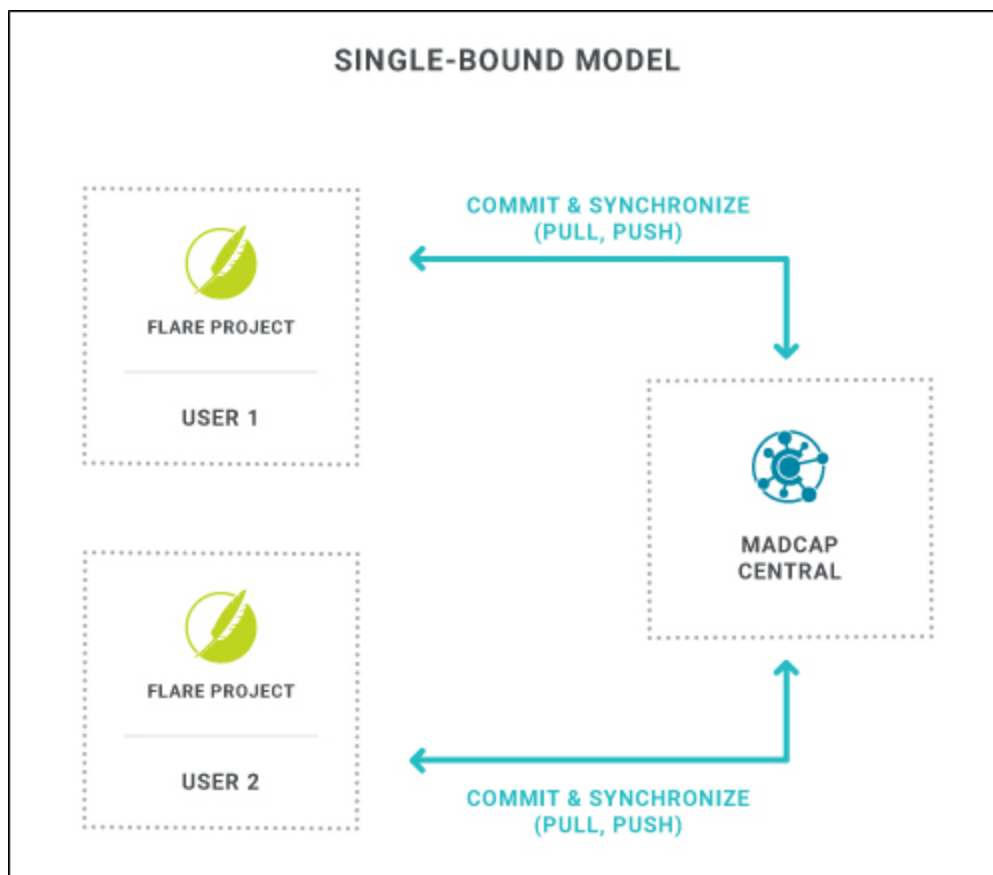 SINGLE-BOUND MODEL
COMMIT & SYNCHRONIZE
(PULL, PUSH)
FLARE PROJECT
USER 1
MADCAP
CENTRAL
FLARE PROJECT
USER 2
COMMIT & SYNCHRONIZE
(PULL, PUSH)